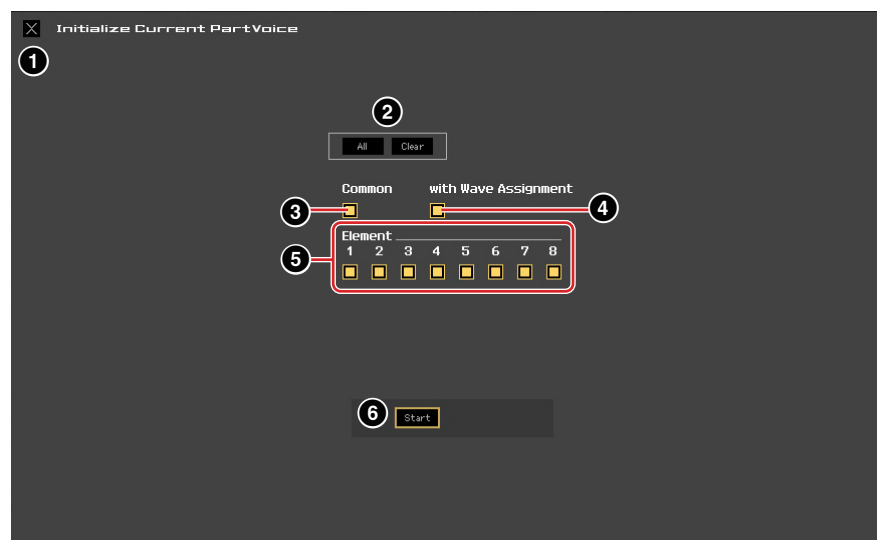 X Initialize Current PartVoice
1
2
All Clear
Common with Wave Assignment
3
4
Element
5
1 2 3 4 5 6 7 8
6 Start